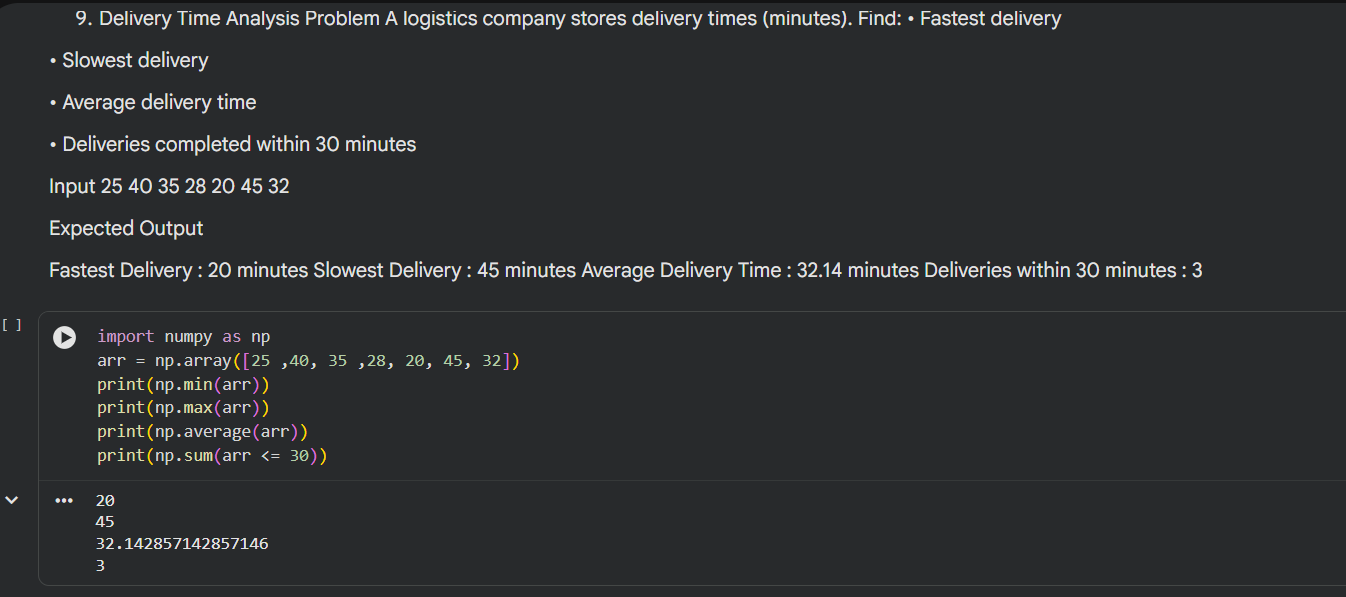 9. Delivery Time Analysis Problem A logistics company stores delivery times (minutes). Find: • Fastest delivery
• Slowest delivery
• Average delivery time
• Deliveries completed within 30 minutes
Input 25 40 35 28 20 45 32
Expected Output
Fastest Delivery : 20 minutes Slowest Delivery : 45 minutes Average Delivery Time : 32.14 minutes Deliveries within 30 minutes : 3
[ ]
import numpy as np
arr = np.array([25 ,40, 35 ,28, 20, 45, 32])
print(np.min(arr))
print(np.max(arr))
print(np.average(arr))
print(np.sum(arr <= 30))
20
45
32.142857142857146
3